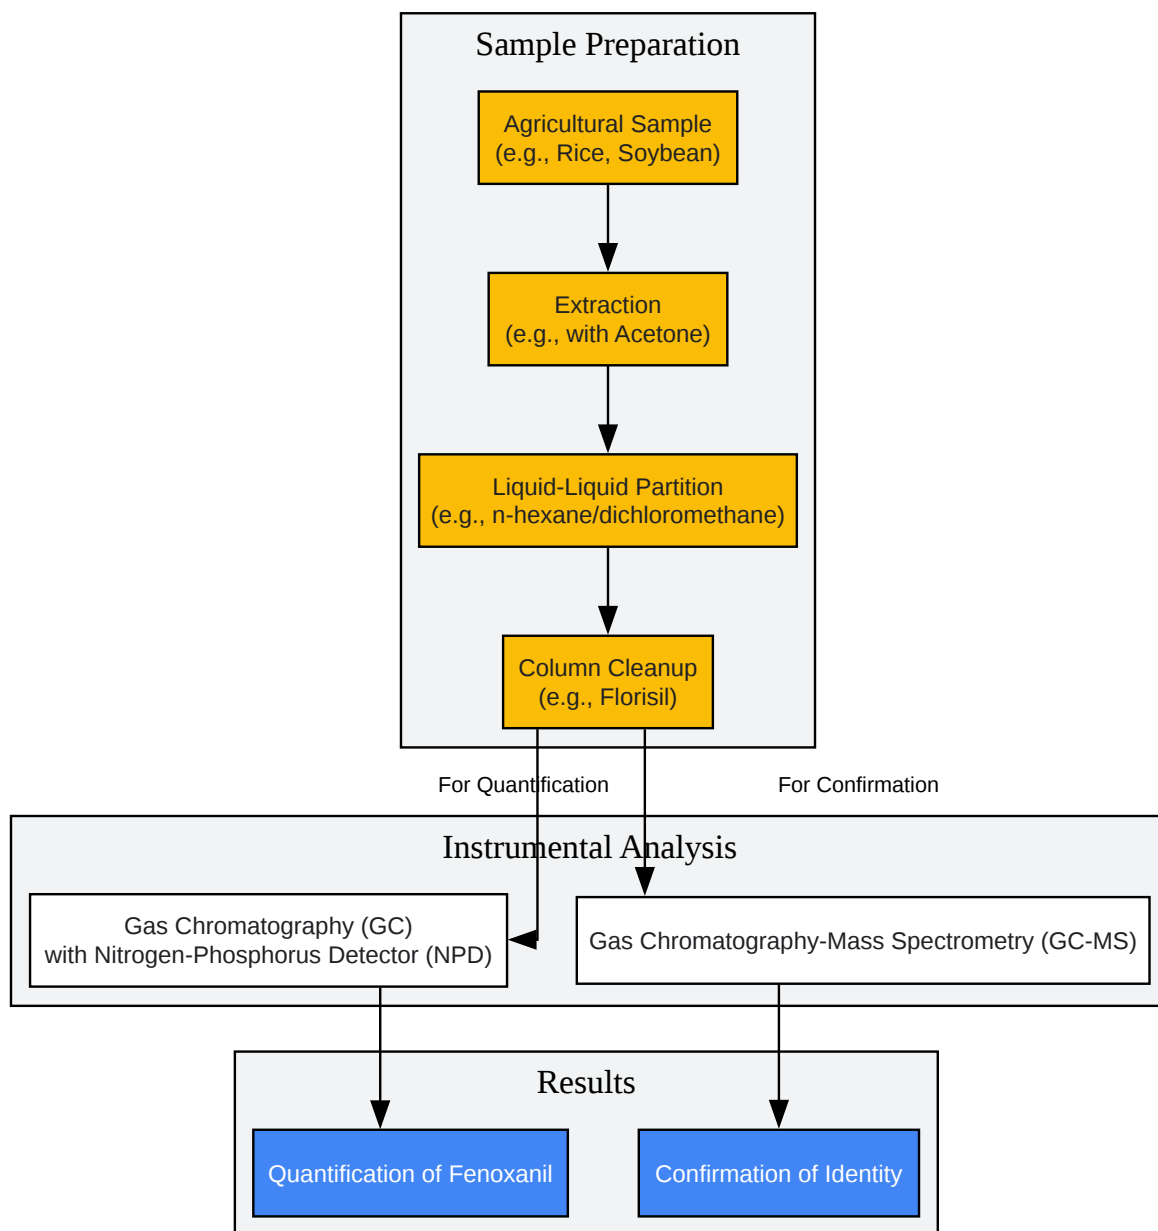 Sample Preparation
Agricultural Sample
(e.g., Rice, Soybean)
Extraction
(e.g., with Acetone)
Liquid-Liquid Partition
(e.g., n-hexane/dichloromethane)
Column Cleanup
(e.g., Florisil)
For Quantification
For Confirmation
Instrumental Analysis
Gas Chromatography (GC)
with Nitrogen-Phosphorus Detector (NPD)
Gas Chromatography-Mass Spectrometry (GC-MS)
Results
Quantification of Fenoxanil
Confirmation of Identity